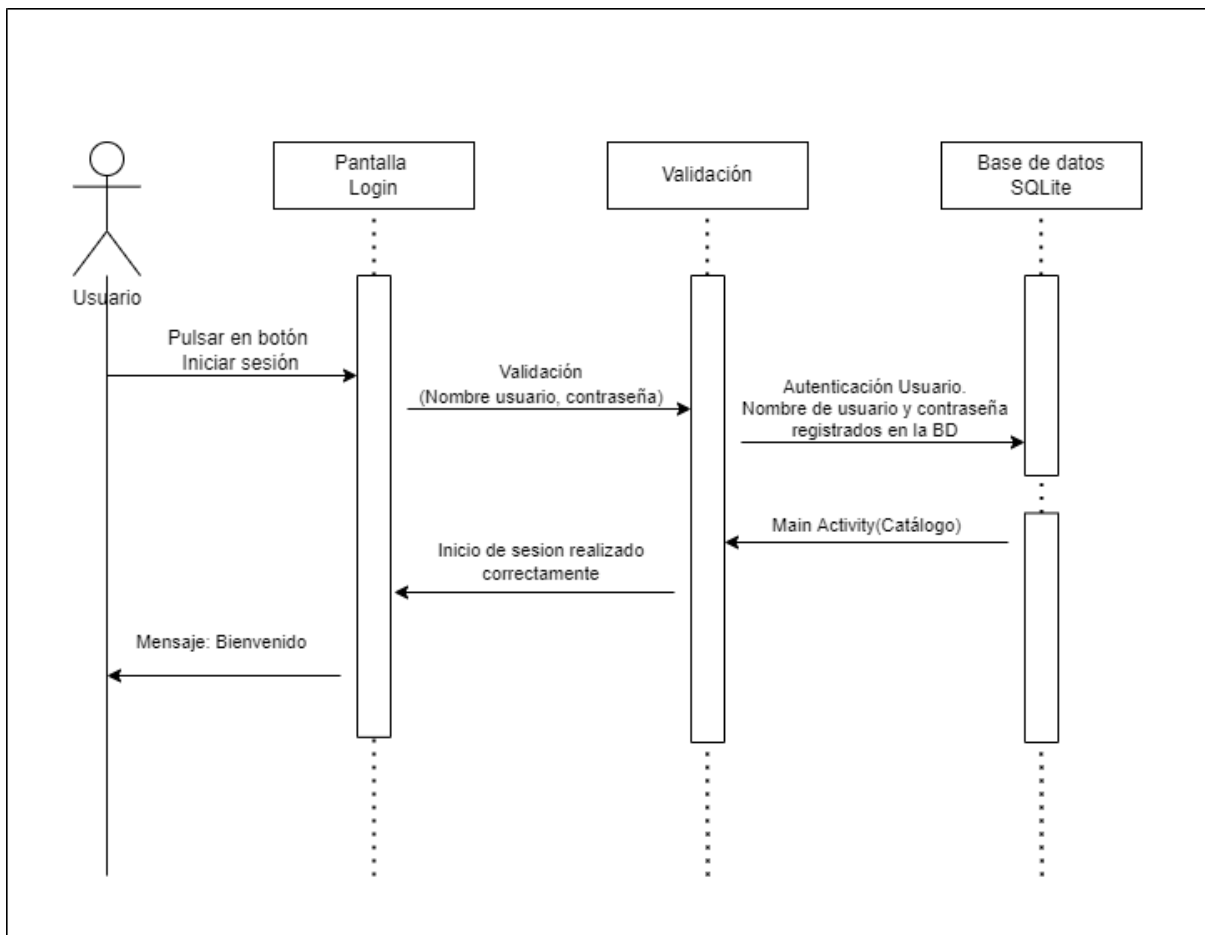 Pantalla
Login
Validación
Base de datos
SQLite
Usuario
Pulsar en botón
Iniciar sesión
Validación
(Nombre usuario, contraseña)
Autenticación Usuario.
Nombre de usuario y contraseña
registrados en la BD
Main Activity(Catálogo)
Inicio de sesion realizado
correctamente
Mensaje: Bienvenido